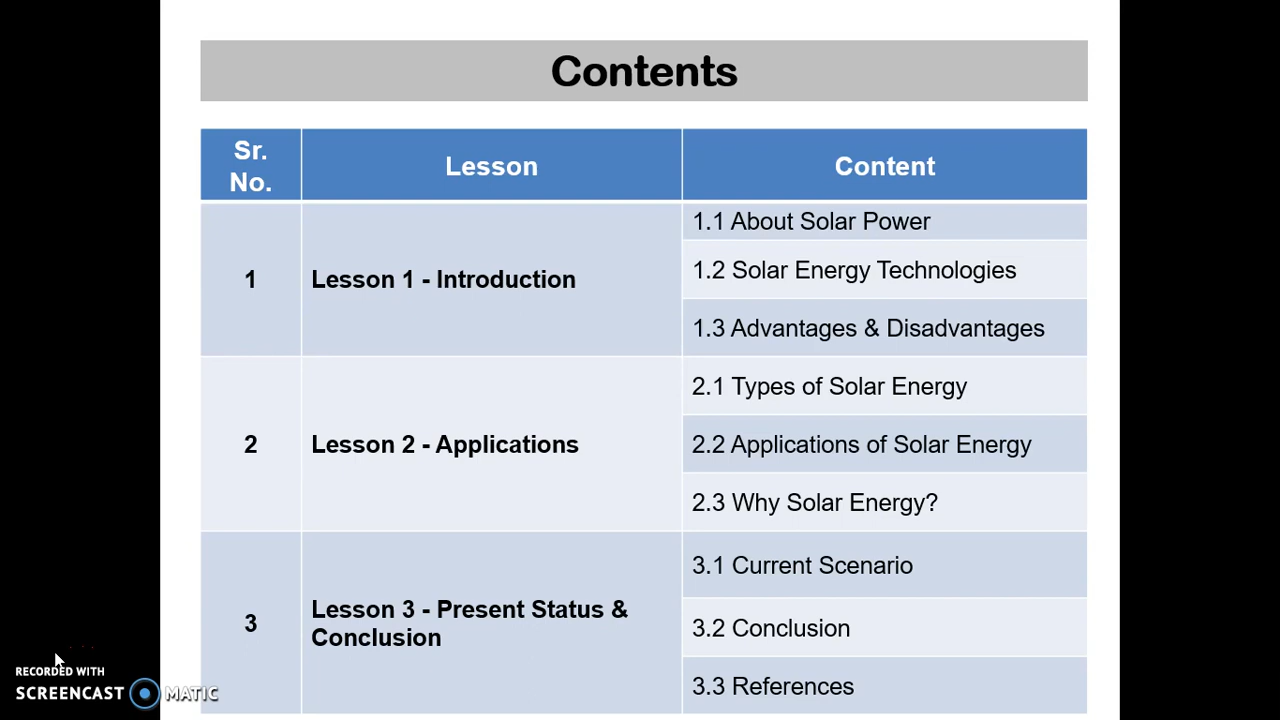 Contents
Sr.
No.
Lesson
Content
1
Lesson 1 - Introduction
1.1 About Solar Power
1.2 Solar Energy Technologies
1.3 Advantages & Disadvantages
2
Lesson 2 - Applications
2.1 Types of Solar Energy
2.2 Applications of Solar Energy
2.3 Why Solar Energy?
3
Lesson 3 - Present Status &
Conclusion
3.1 Current Scenario
3.2 Conclusion
3.3 References
RECORDED WITH
SCREENCAST MATIC